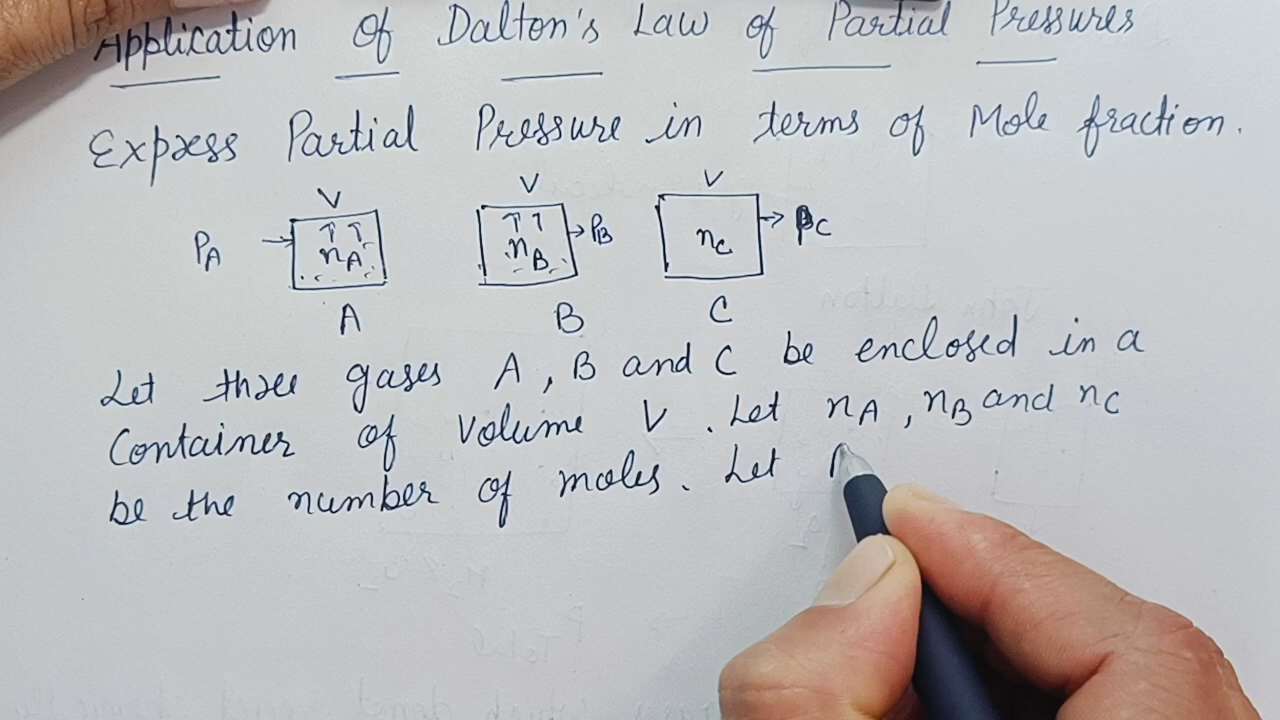 Application Of Dalton's Law of Partial Pressures
Express Partial Pressure in terms of Mole fraction.
V V V
PA nA nB PB nC PC
A B C
Let three gases A, B and C be enclosed in a
Container of Volume V. Let nA, nB and nC
be the number of moles. Let